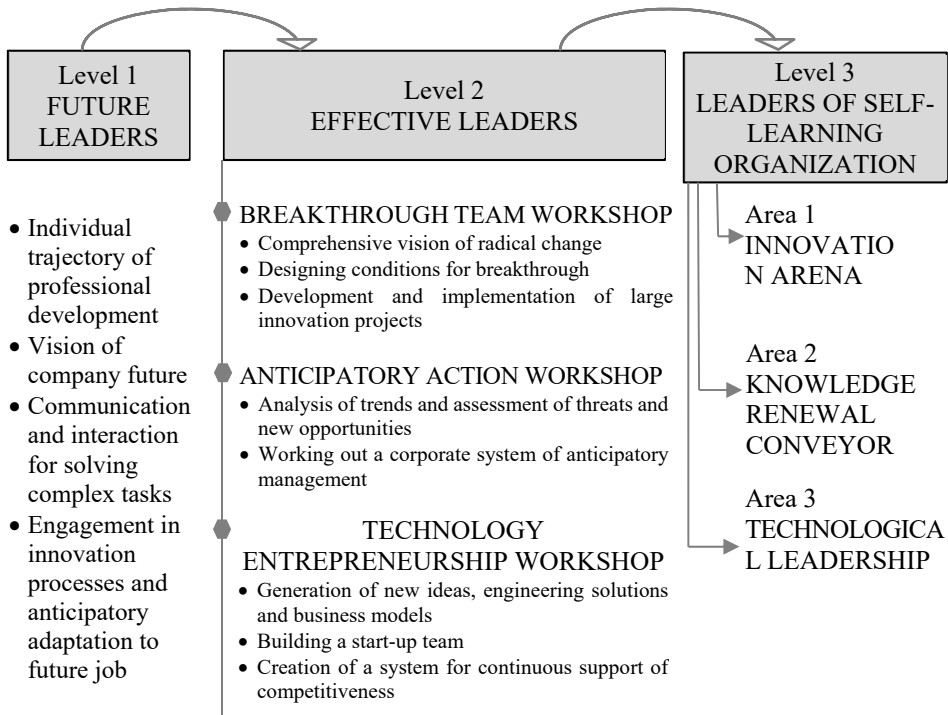 Level 1
FUTURE
LEADERS
• Individual
trajectory of
professional
development
• Vision of
company future
• Communication
and interaction
for solving
complex tasks
• Engagement in
innovation
processes and
anticipatory
adaptation to
future job
Level 2
EFFECTIVE LEADERS
BREAKTHROUGH TEAM WORKSHOP
• Comprehensive vision of radical change
• Designing conditions for breakthrough
• Development and implementation of large
innovation projects
ANTICIPATORY ACTION WORKSHOP
• Analysis of trends and assessment of threats and
new opportunities
• Working out a corporate system of anticipatory
management
TECHNOLOGY
ENTREPRENEURSHIP WORKSHOP
• Generation of new ideas, engineering solutions
and business models
• Building a start-up team
• Creation of a system for continuous support of
competitiveness
Level 3
LEADERS OF SELF-
LEARNING
ORGANIZATION
Area 1
INNOVATIO
N ARENA
Area 2
KNOWLEDGE
RENEWAL
CONVEYOR
Area 3
TECHNOLOGICA
L LEADERSHIP